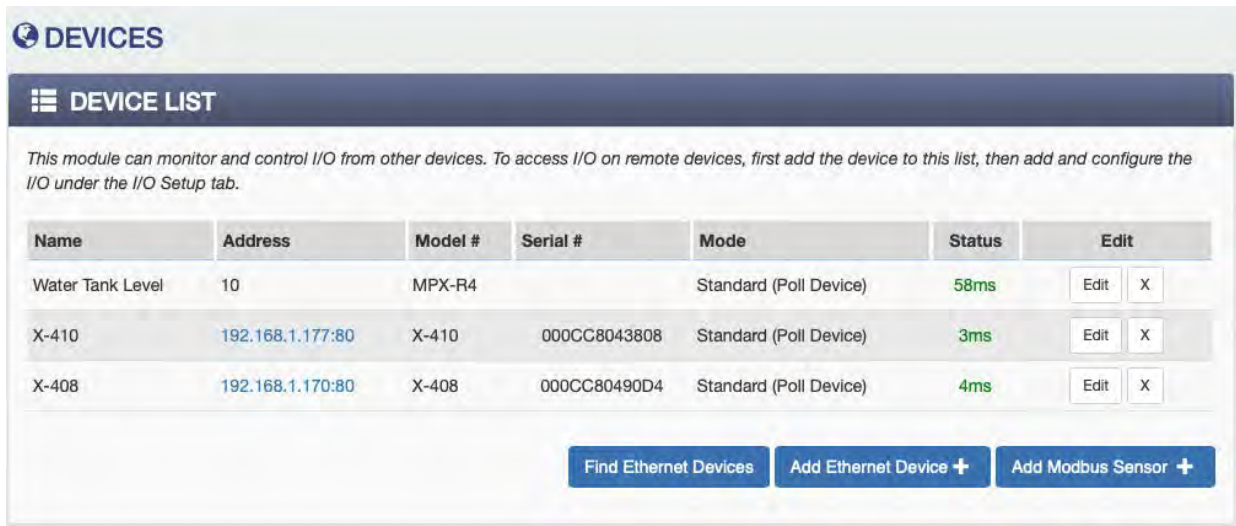 DEVICES
DEVICE LIST
This module can monitor and control I/O from other devices. To access I/O on remote devices, first add the device to this list, then add and configure the
I/O under the I/O Setup tab.
Name Address Model # Serial # Mode Status Edit
Water Tank Level 10 MPX-R4 Standard (Poll Device) 58ms Edit X
X-410 192.168.1.177:80 X-410 000CC8043808 Standard (Poll Device) 3ms Edit X
X-408 192.168.1.170:80 X-408 000CC80490D4 Standard (Poll Device) 4ms Edit X
Find Ethernet Devices Add Ethernet Device + Add Modbus Sensor +